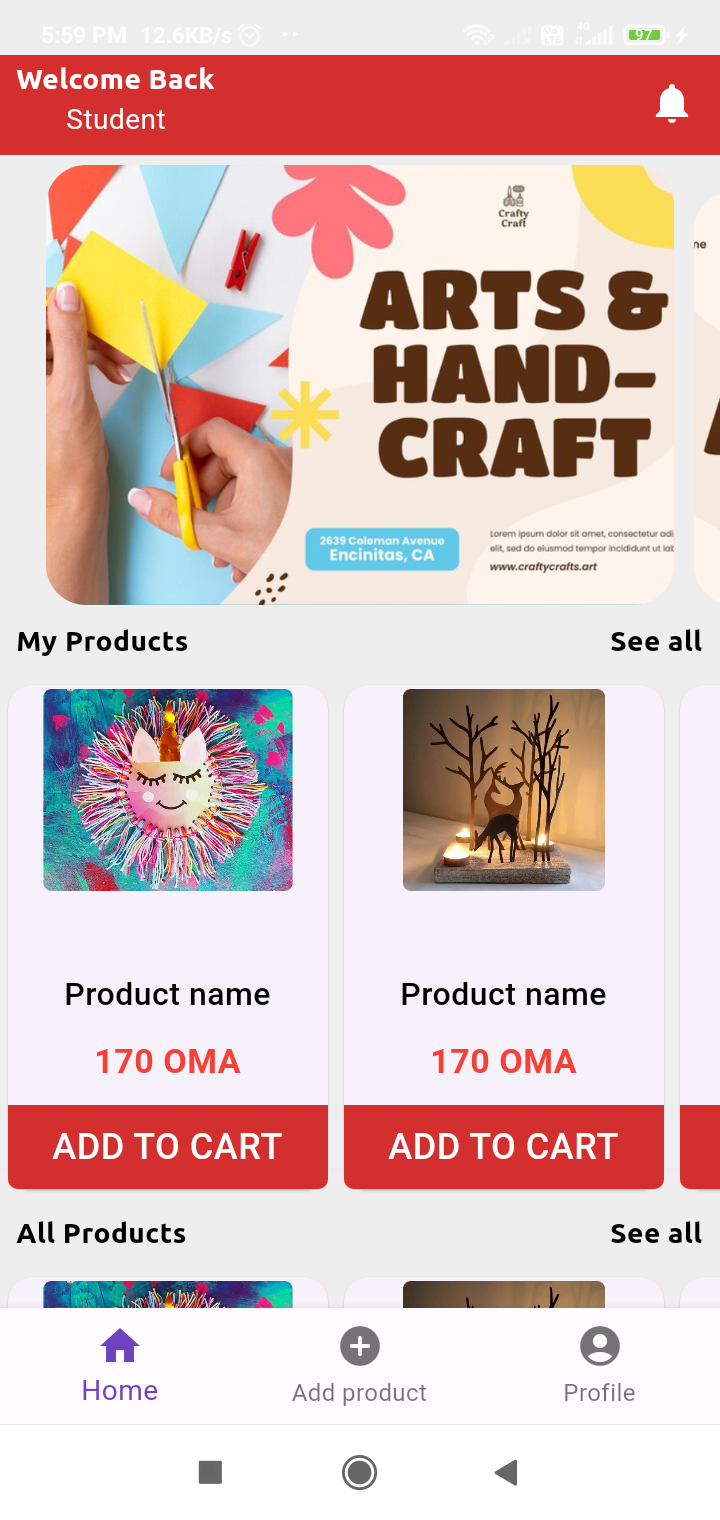 5:59 PM 12.6KB/s
4G
97
Welcome Back
Student
Crafty
Craft
ARTS &
HAND-
CRAFT
2639 Coleman Avenue
Encinitas, CA
Lorem ipsum dolor sit amet, consectetur adi
elit, sed do eiusmod tempor incididunt ut lab
www.craftycrafts.art
ne
My Products
See all
Product name
170 OMA
ADD TO CART
Product name
170 OMA
ADD TO CART
All Products
See all
Home
Add product
Profile